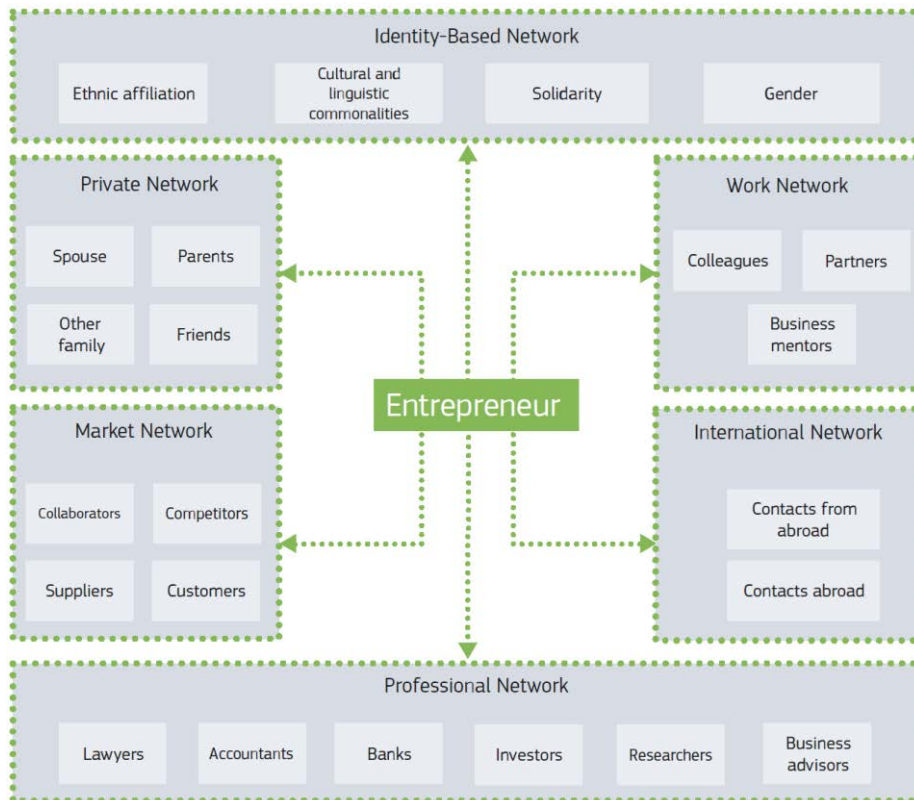 Identity-Based Network
Ethnic affiliation
Cultural and
linguistic
commonalities
Solidarity
Gender
Private Network
Spouse
Parents
Other
family
Friends
Work Network
Colleagues
Partners
Business
mentors
Entrepreneur
Market Network
Collaborators
Competitors
Suppliers
Customers
International Network
Contacts from
abroad
Contacts abroad
Professional Network
Lawyers
Accountants
Banks
Investors
Researchers
Business
advisors